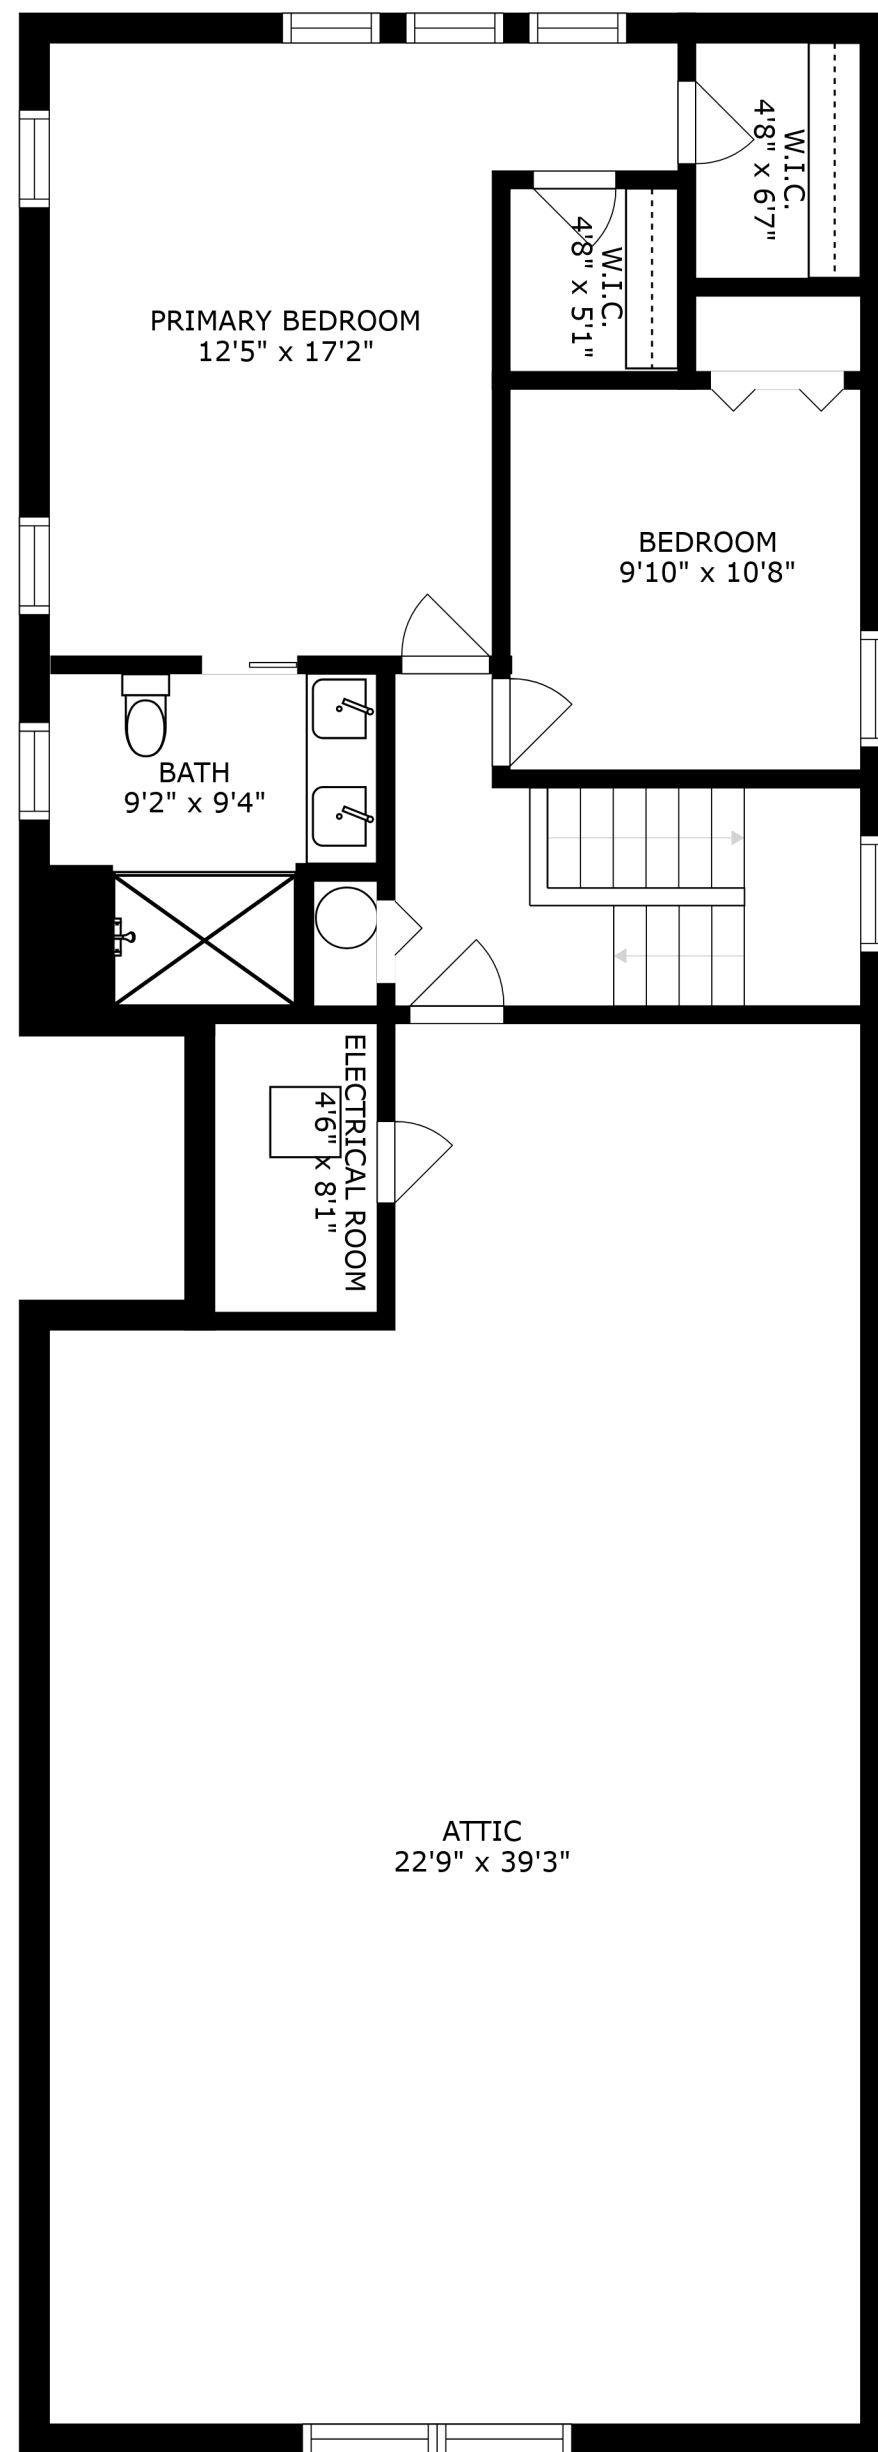 W.I.C.
4'8" x 6'7"
W.I.C.
4'8" x 5'1"
PRIMARY BEDROOM
12'5" x 17'2"
BEDROOM
9'10" x 10'8"
BATH
9'2" x 9'4"
ELECTRICAL ROOM
4'6" x 8'1"
ATTIC
22'9" x 39'3"